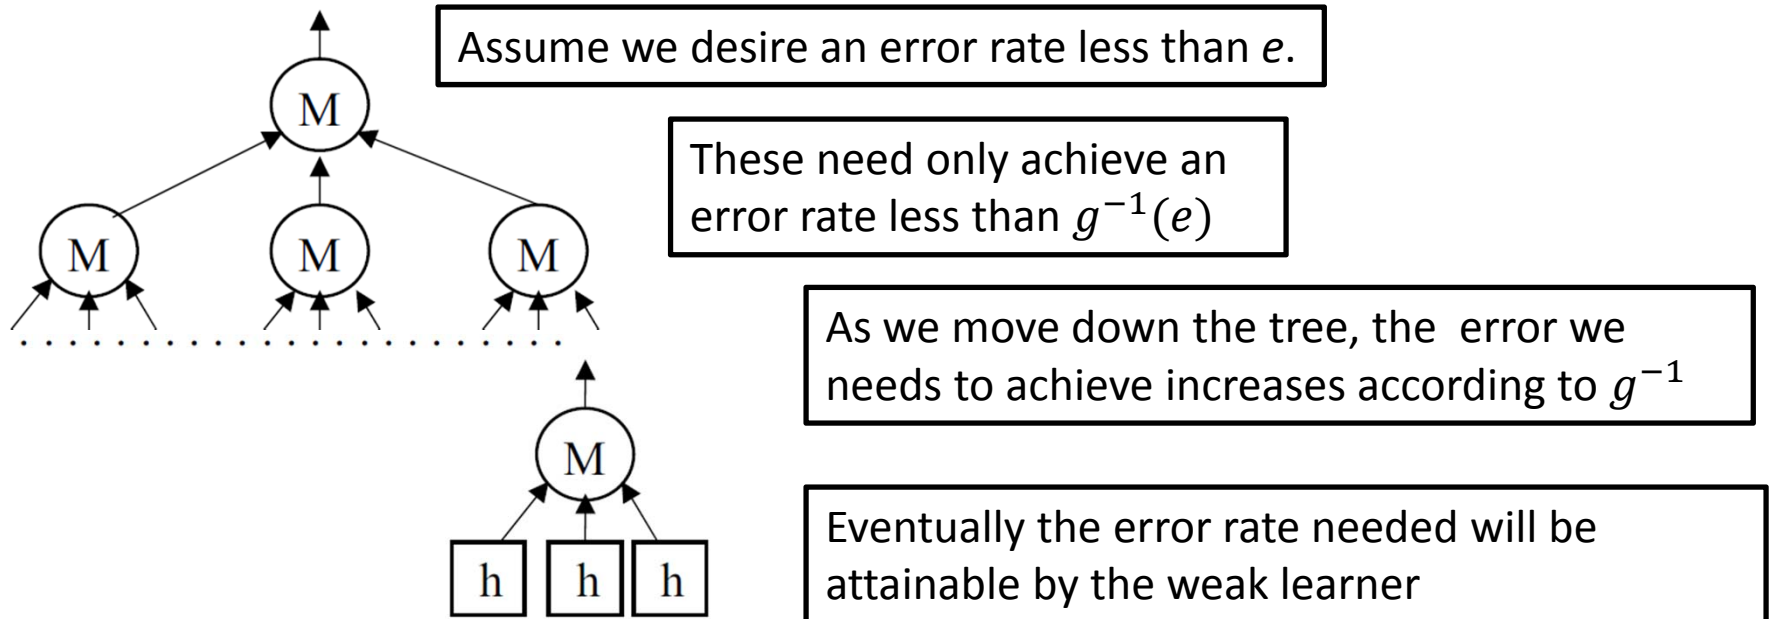 Assume we desire an error rate less than e.
M
These need only achieve an
error rate less than g⁻¹(e)
M M M
As we move down the tree, the error we
needs to achieve increases according to g⁻¹
M
Eventually the error rate needed will be
attainable by the weak learner
h h h